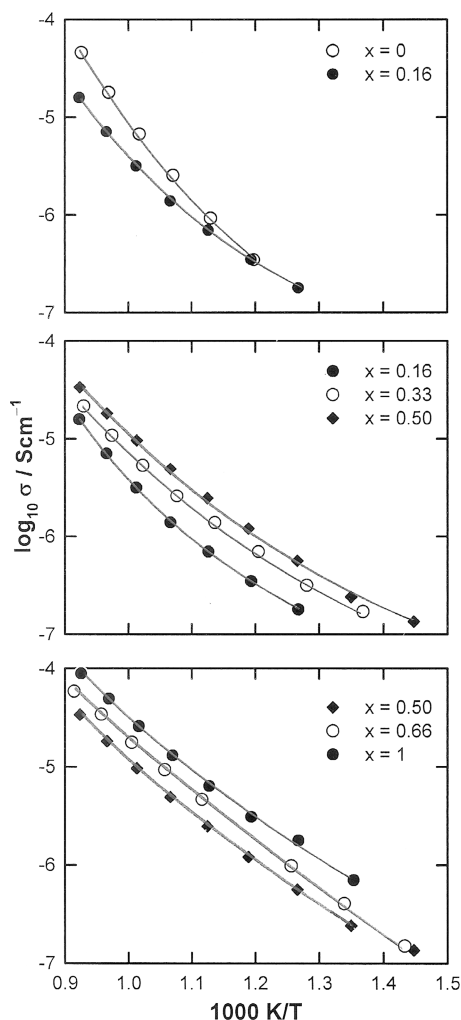 -4
x = 0
x = 0.16
-5
-6
-7
-4
x = 0.16
x = 0.33
x = 0.50
-5
log₁₀ σ / Scm⁻¹
-6
-7
-4
x = 0.50
x = 0.66
x = 1
-5
-6
-7
0.9 1.0 1.1 1.2 1.3 1.4 1.5
1000 K/T